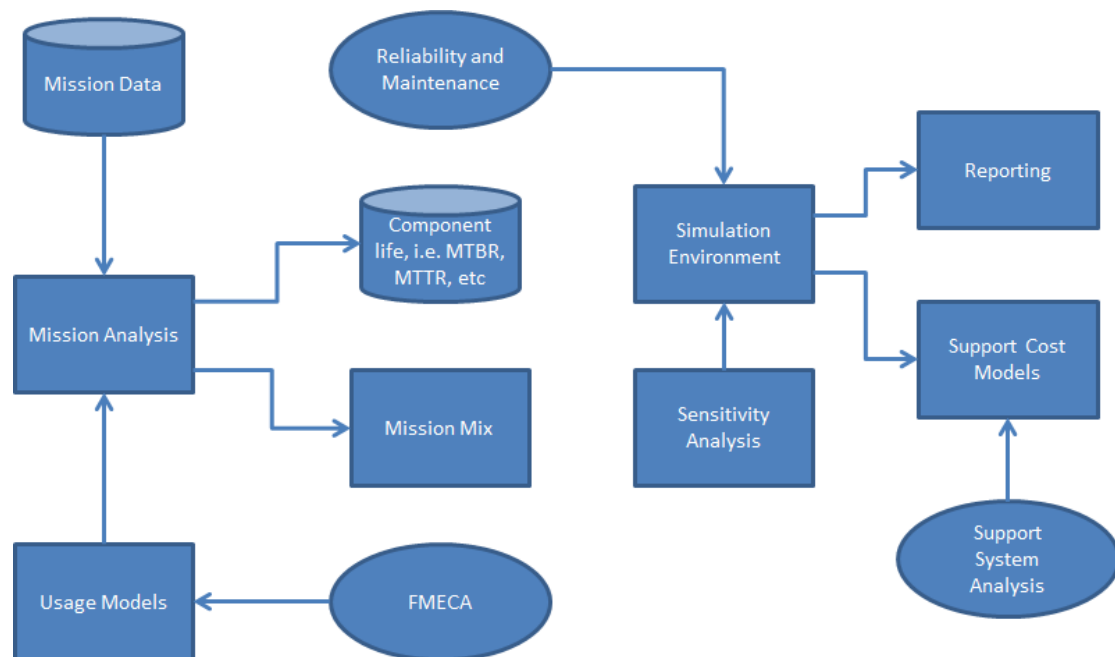 Mission Data
Reliability and
Maintenance
Reporting
Component
life, i.e. MTBR,
MTTR, etc
Simulation
Environment
Mission Analysis
Support Cost
Models
Mission Mix
Sensitivity
Analysis
Usage Models
FMECA
Support
System
Analysis